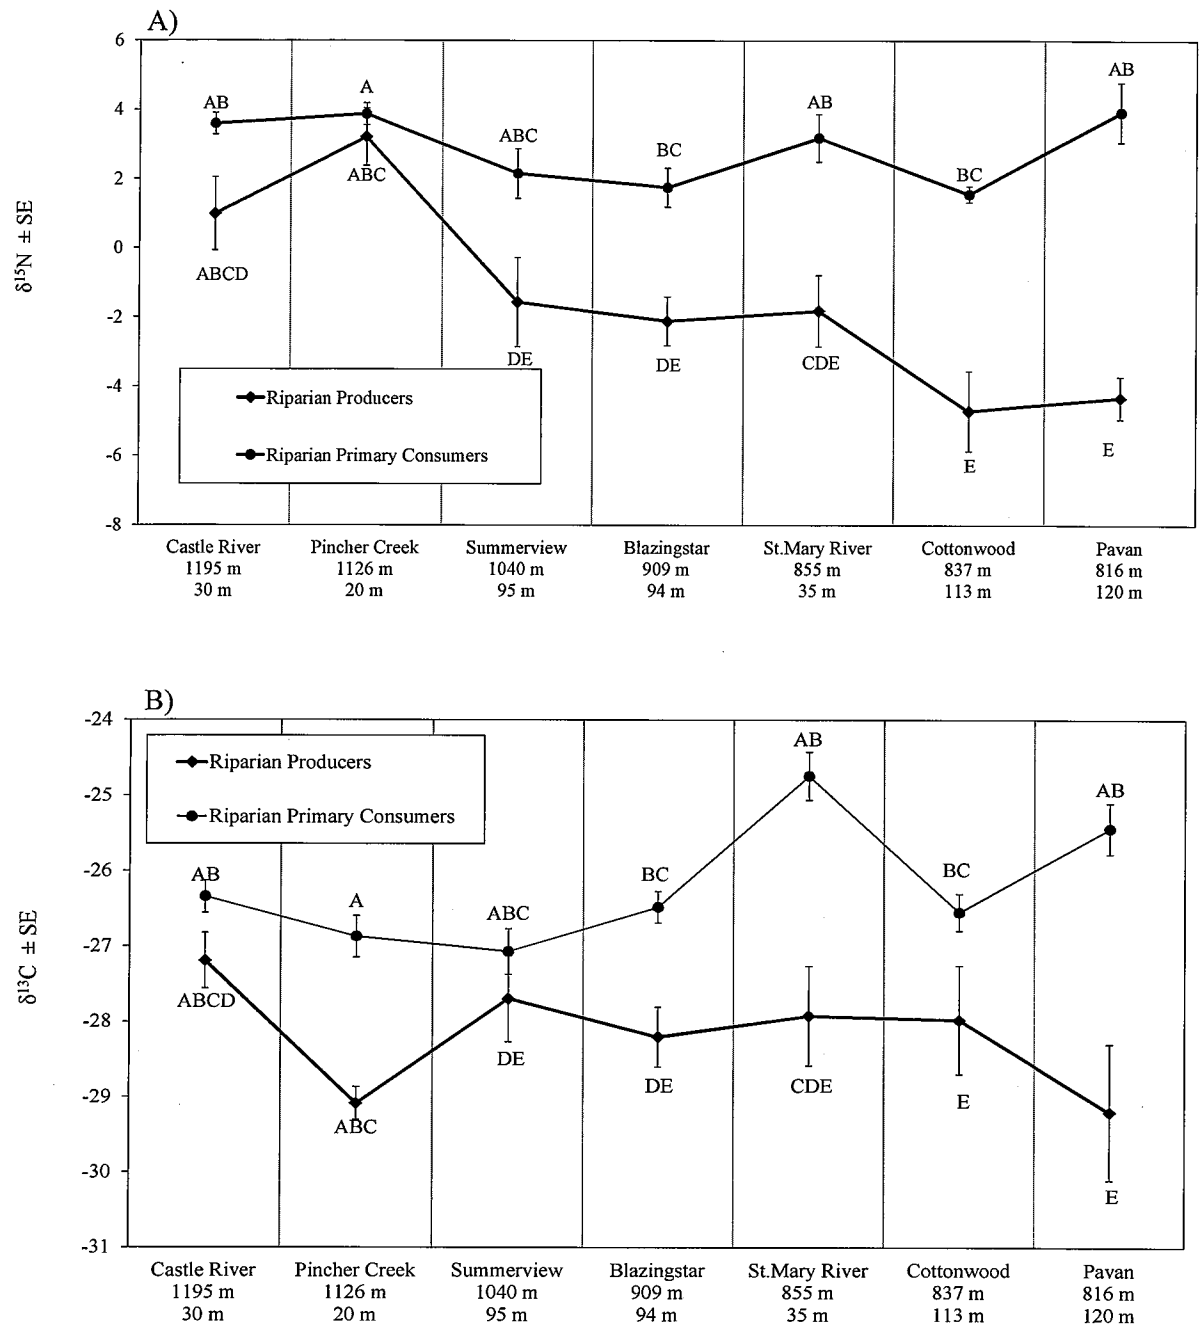 A)
6
4
2
0
-2
-4
-6
-8
δ¹⁵N ± SE
AB
A
ABC
BC
AB
BC
AB
ABCD
ABC
DE
DE
CDE
E
E
Riparian Producers
Riparian Primary Consumers
Castle River Pincher Creek Summerview Blazingstar St.Mary River Cottonwood Pavan
1195 m 1126 m 1040 m 909 m 855 m 837 m 816 m
30 m 20 m 95 m 94 m 35 m 113 m 120 m
B)
-24
-25
-26
-27
-28
-29
-30
-31
δ¹³C ± SE
Riparian Producers
Riparian Primary Consumers
AB
A
ABC
BC
AB
BC
AB
ABCD
ABC
DE
DE
CDE
E
E
Castle River Pincher Creek Summerview Blazingstar St.Mary River Cottonwood Pavan
1195 m 1126 m 1040 m 909 m 855 m 837 m 816 m
30 m 20 m 95 m 94 m 35 m 113 m 120 m